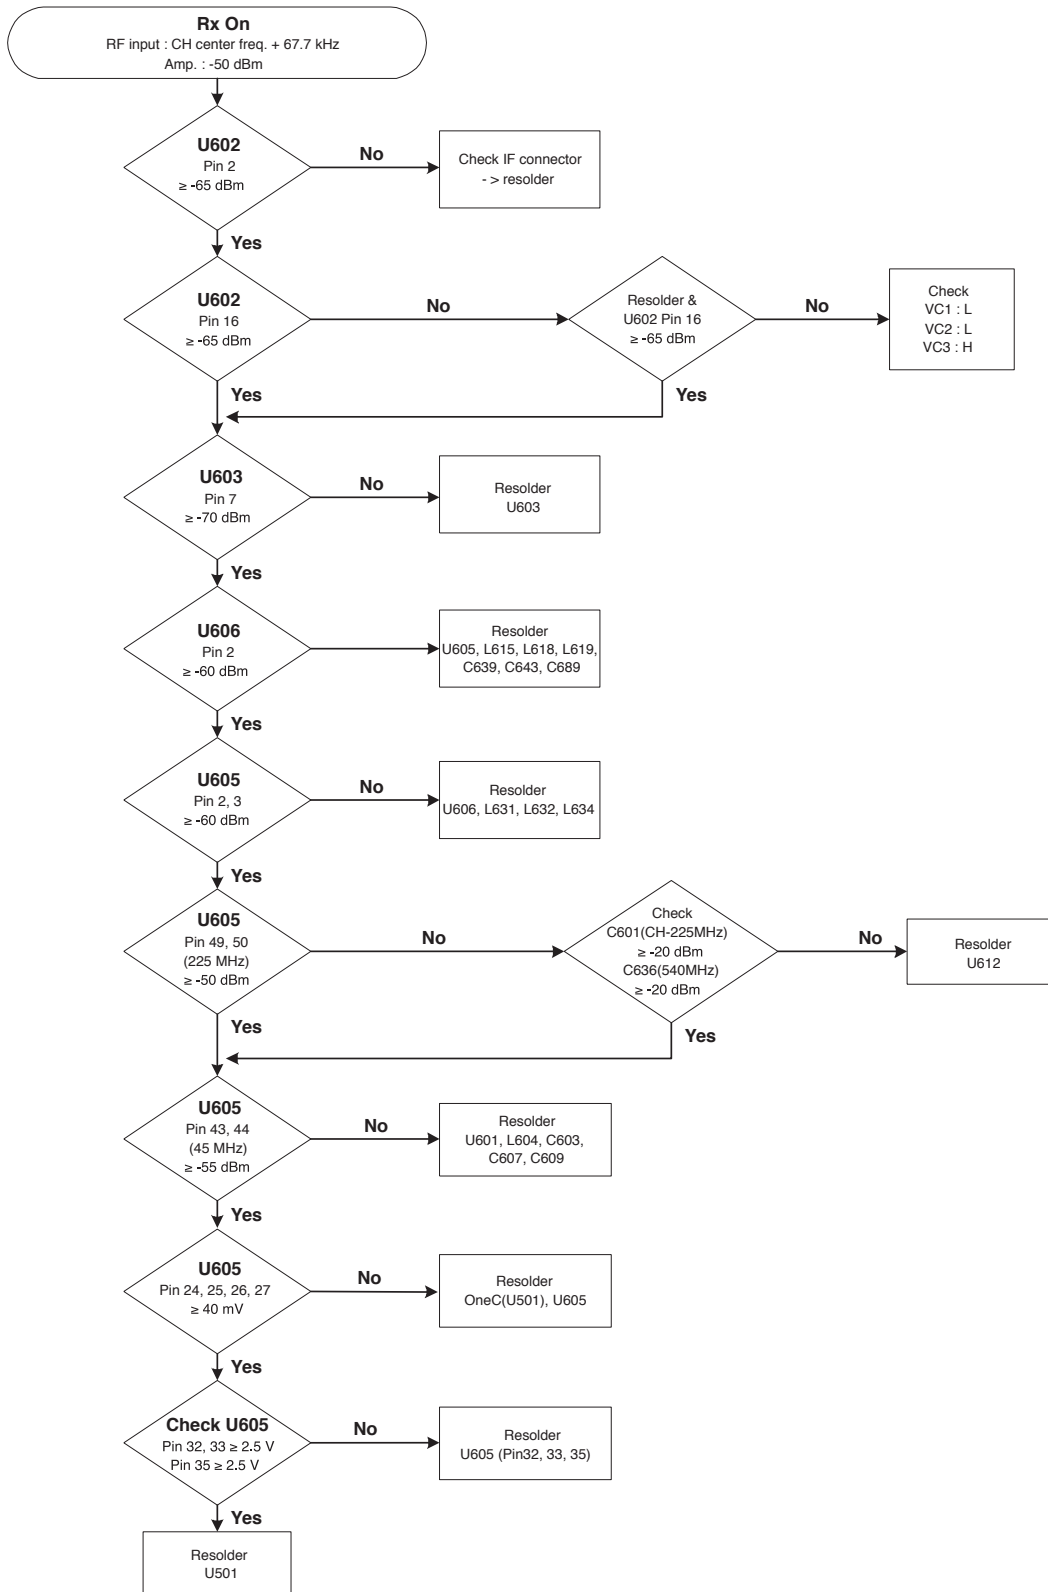 Rx On
RF input : CH center freq. + 67.7 kHz
Amp. : -50 dBm
U602
Pin 2
≥ -65 dBm
No
Check IF connector
- > resolder
Yes
U602
Pin 16
≥ -65 dBm
No
Resolder &
U602 Pin 16
≥ -65 dBm
No
Check
VC1 : L
VC2 : L
VC3 : H
Yes
Yes
U603
Pin 7
≥ -70 dBm
No
Resolder
U603
Yes
U606
Pin 2
≥ -60 dBm
Resolder
U605, L615, L618, L619,
C639, C643, C689
Yes
U605
Pin 2, 3
≥ -60 dBm
No
Resolder
U606, L631, L632, L634
Yes
U605
Pin 49, 50
(225 MHz)
≥ -50 dBm
No
Check
C601(CH-225MHz)
≥ -20 dBm
C636(540MHz)
≥ -20 dBm
No
Resolder
U612
Yes
Yes
U605
Pin 43, 44
(45 MHz)
≥ -55 dBm
No
Resolder
U601, L604, C603,
C607, C609
Yes
U605
Pin 24, 25, 26, 27
≥ 40 mV
No
Resolder
OneC(U501), U605
Yes
Check U605
Pin 32, 33 ≥ 2.5 V
Pin 35 ≥ 2.5 V
No
Resolder
U605 (Pin32, 33, 35)
Yes
Resolder
U501